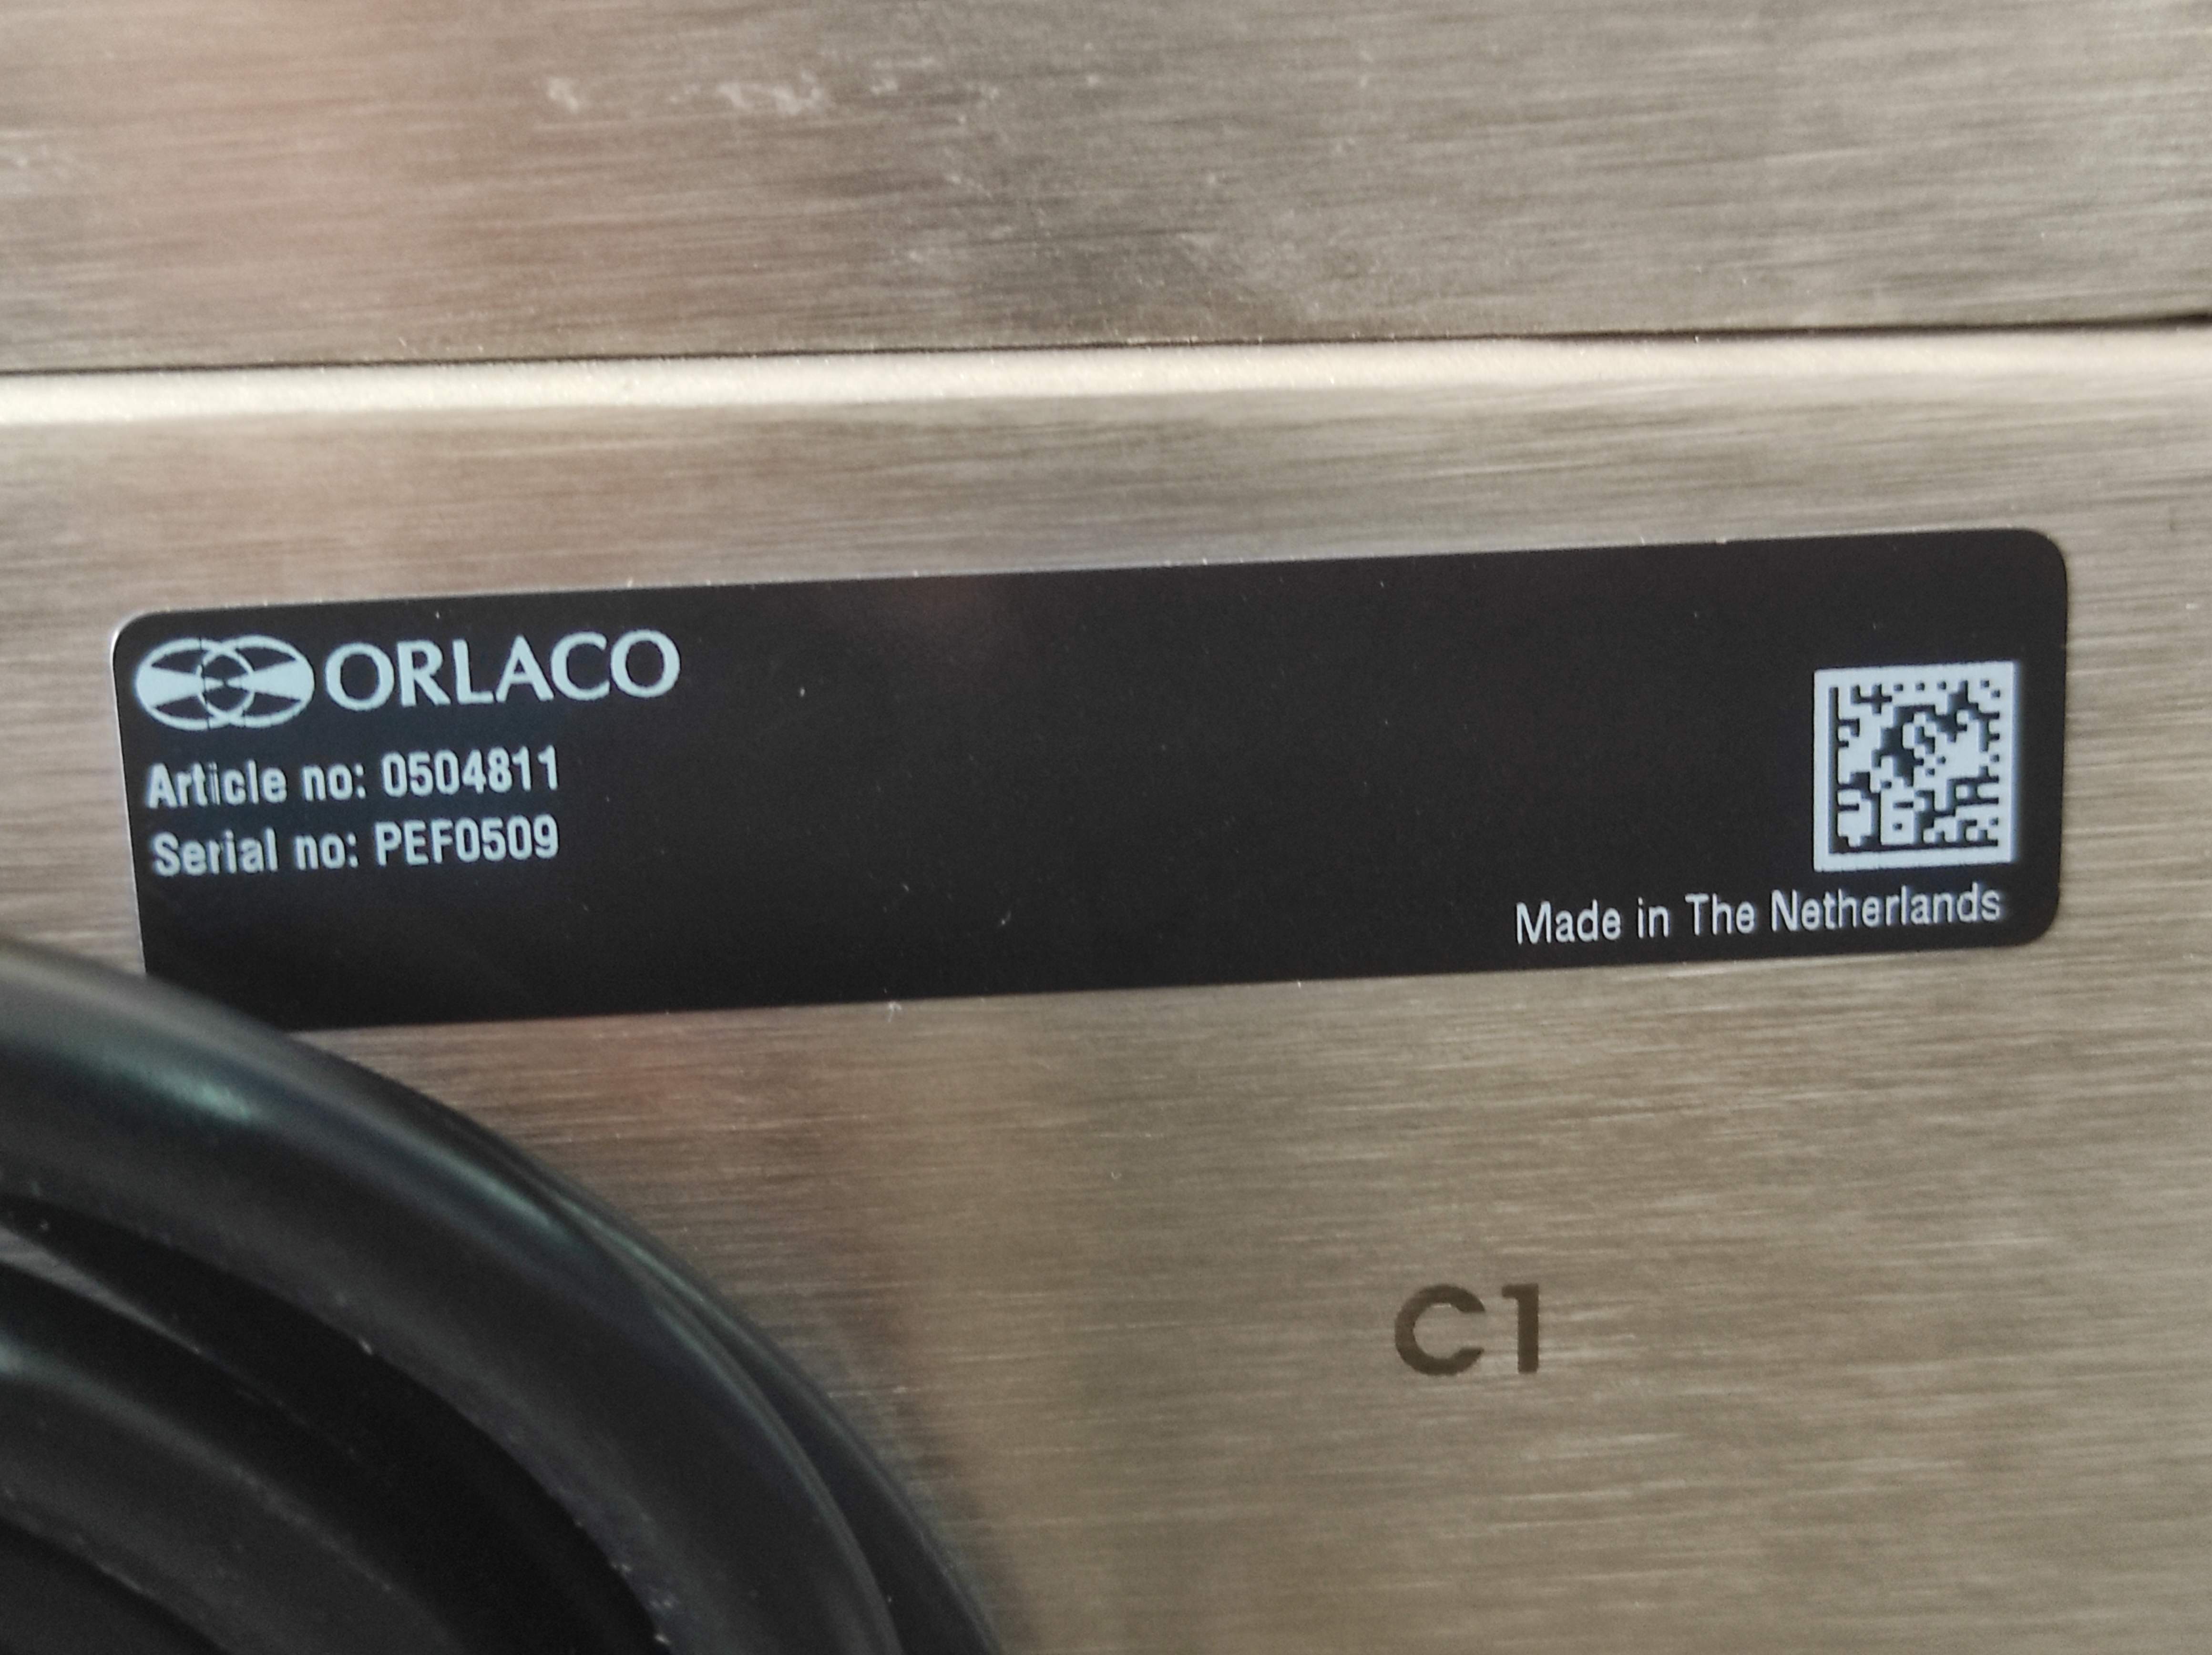 ORLACO
Article no: 0504811
Serial no: PEF0509
Made in The Netherlands
C1